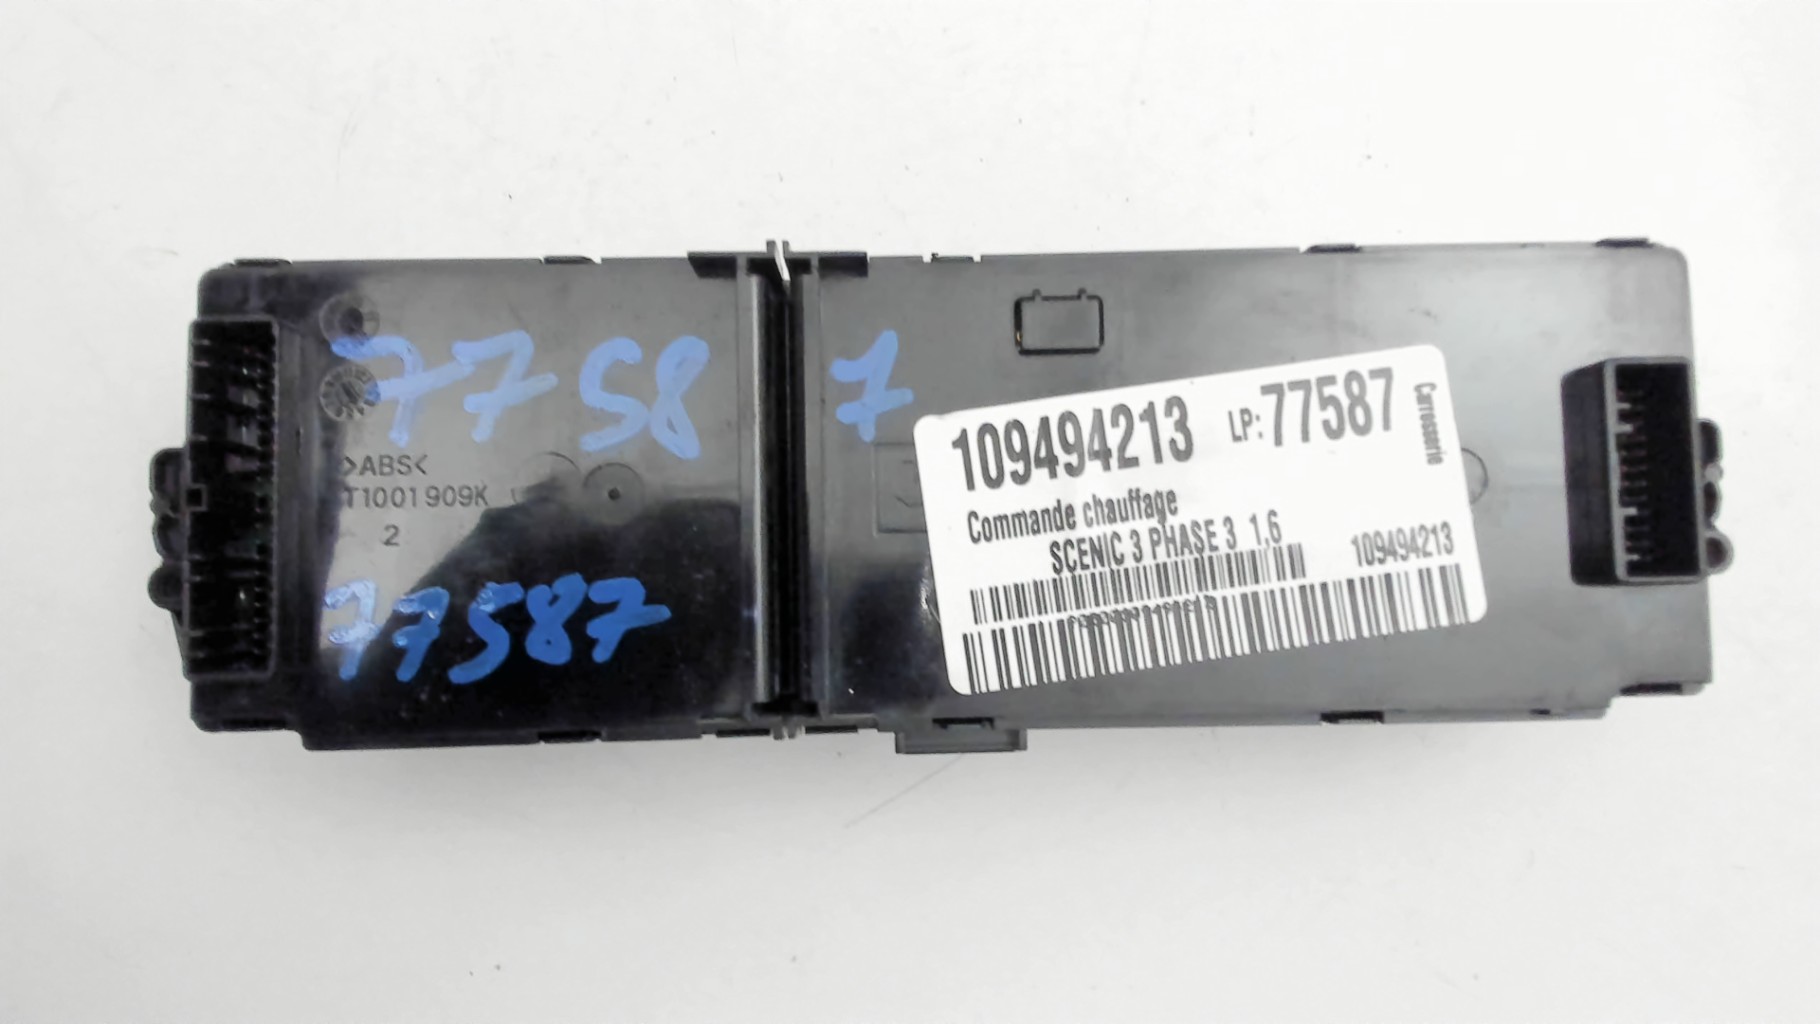 7758 7
>ABS<
T1001909K
2
77587
109494213 LP: 77587
Carrosserie
Commande chauffage
SCENIC 3 PHASE 3 1,6
109494213